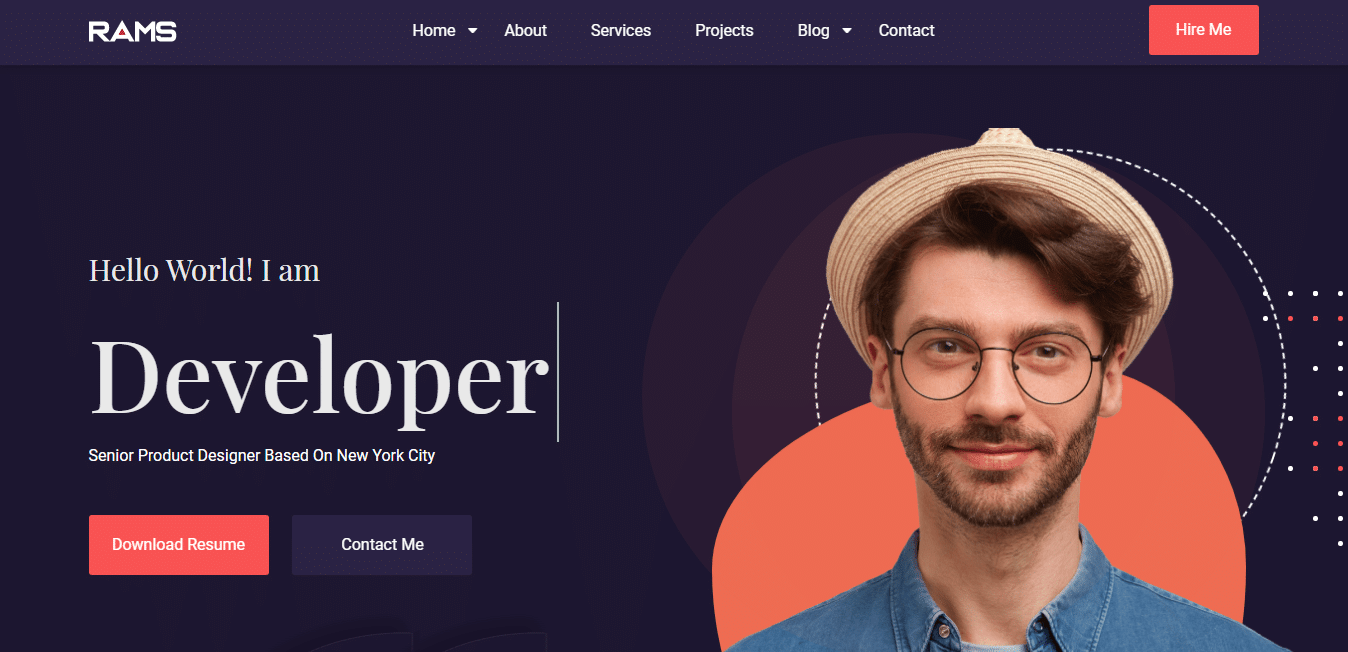 RAMS
Home About Services Projects Blog Contact
Hire Me
Hello World! I am
Developer
Senior Product Designer Based On New York City
Download Resume
Contact Me